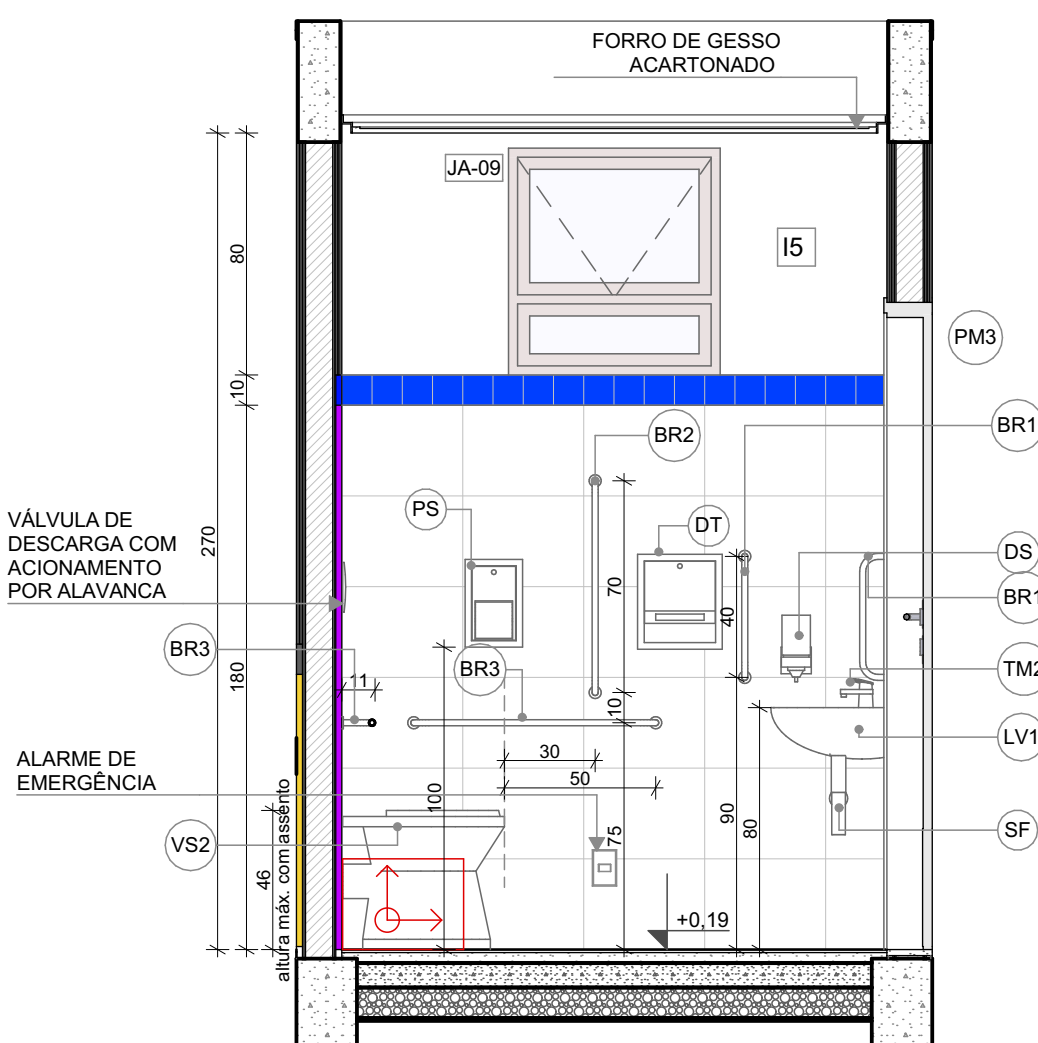 FORRO DE GESSO
ACARTONADO
JA-09
I5
PM3
80
10
270
180
BR2
BR1
PS
DT
DS
BR1
VÁLVULA DE
DESCARGA COM
ACIONAMENTO
POR ALAVANCA
70
40
BR3
11
BR3
10
TM2
LV1
30
50
ALARME DE
EMERGÊNCIA
100
90
80
75
SF
VS2
46
altura máx. com assento
+0,19